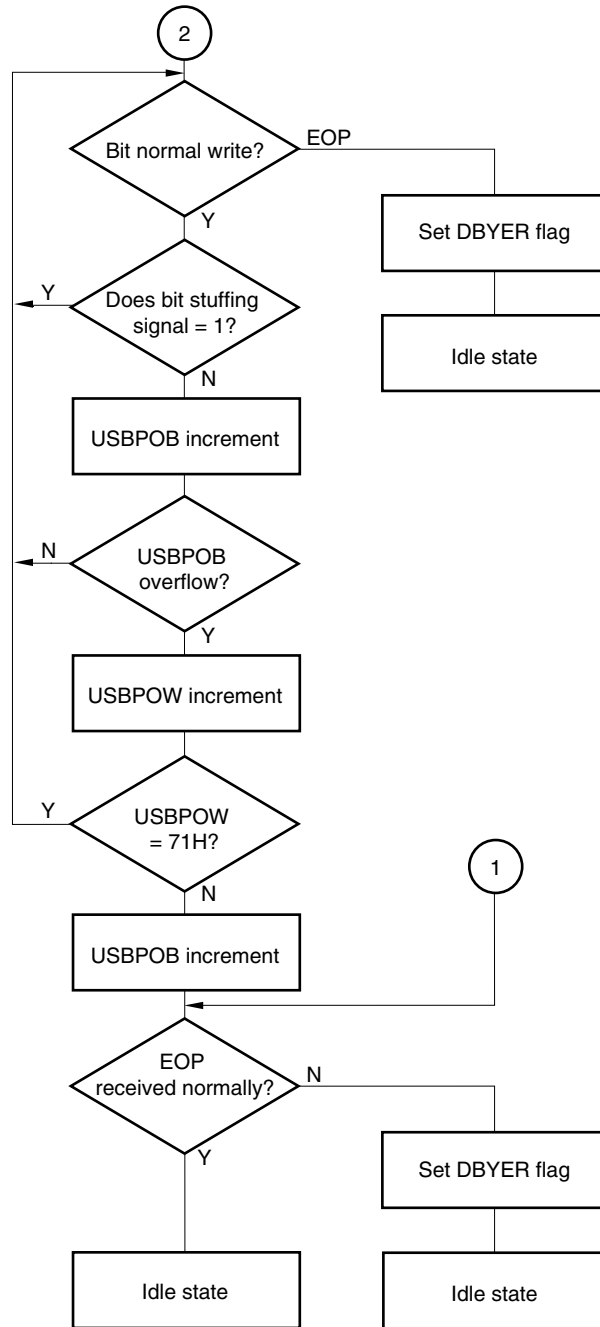 2
Bit normal write?
EOP
Y
Set DBYER flag
Does bit stuffing
signal = 1?
Y
N
Idle state
USBPOB increment
USBPOB
overflow?
N
Y
USBPOW increment
USBPOW
= 71H?
Y
N
1
USBPOB increment
EOP
received normally?
N
Y
Set DBYER flag
Idle state
Idle state